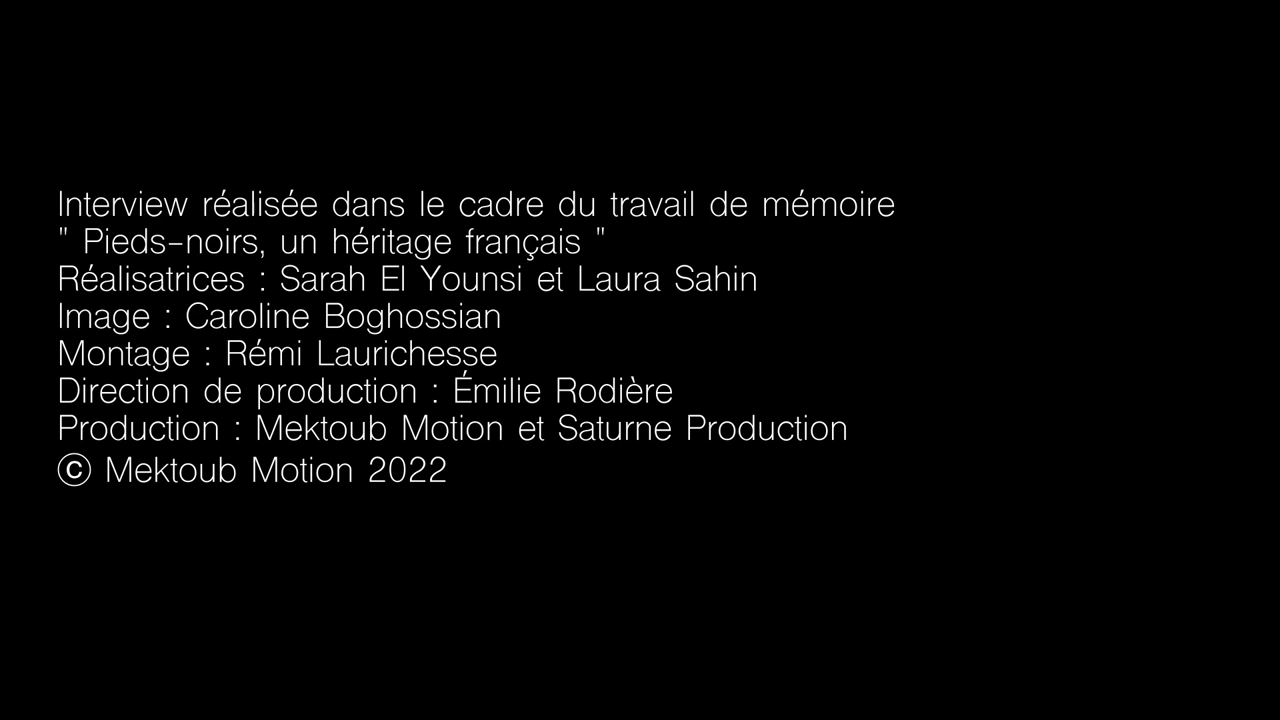 Interview réalisée dans le cadre du travail de mémoire
" Pieds-noirs, un héritage français "
Réalisatrices : Sarah El Younsi et Laura Sahin
Image : Caroline Boghossian
Montage : Rémi Laurichesse
Direction de production : Émilie Rodière
Production : Mektoub Motion et Saturne Production
© Mektoub Motion 2022